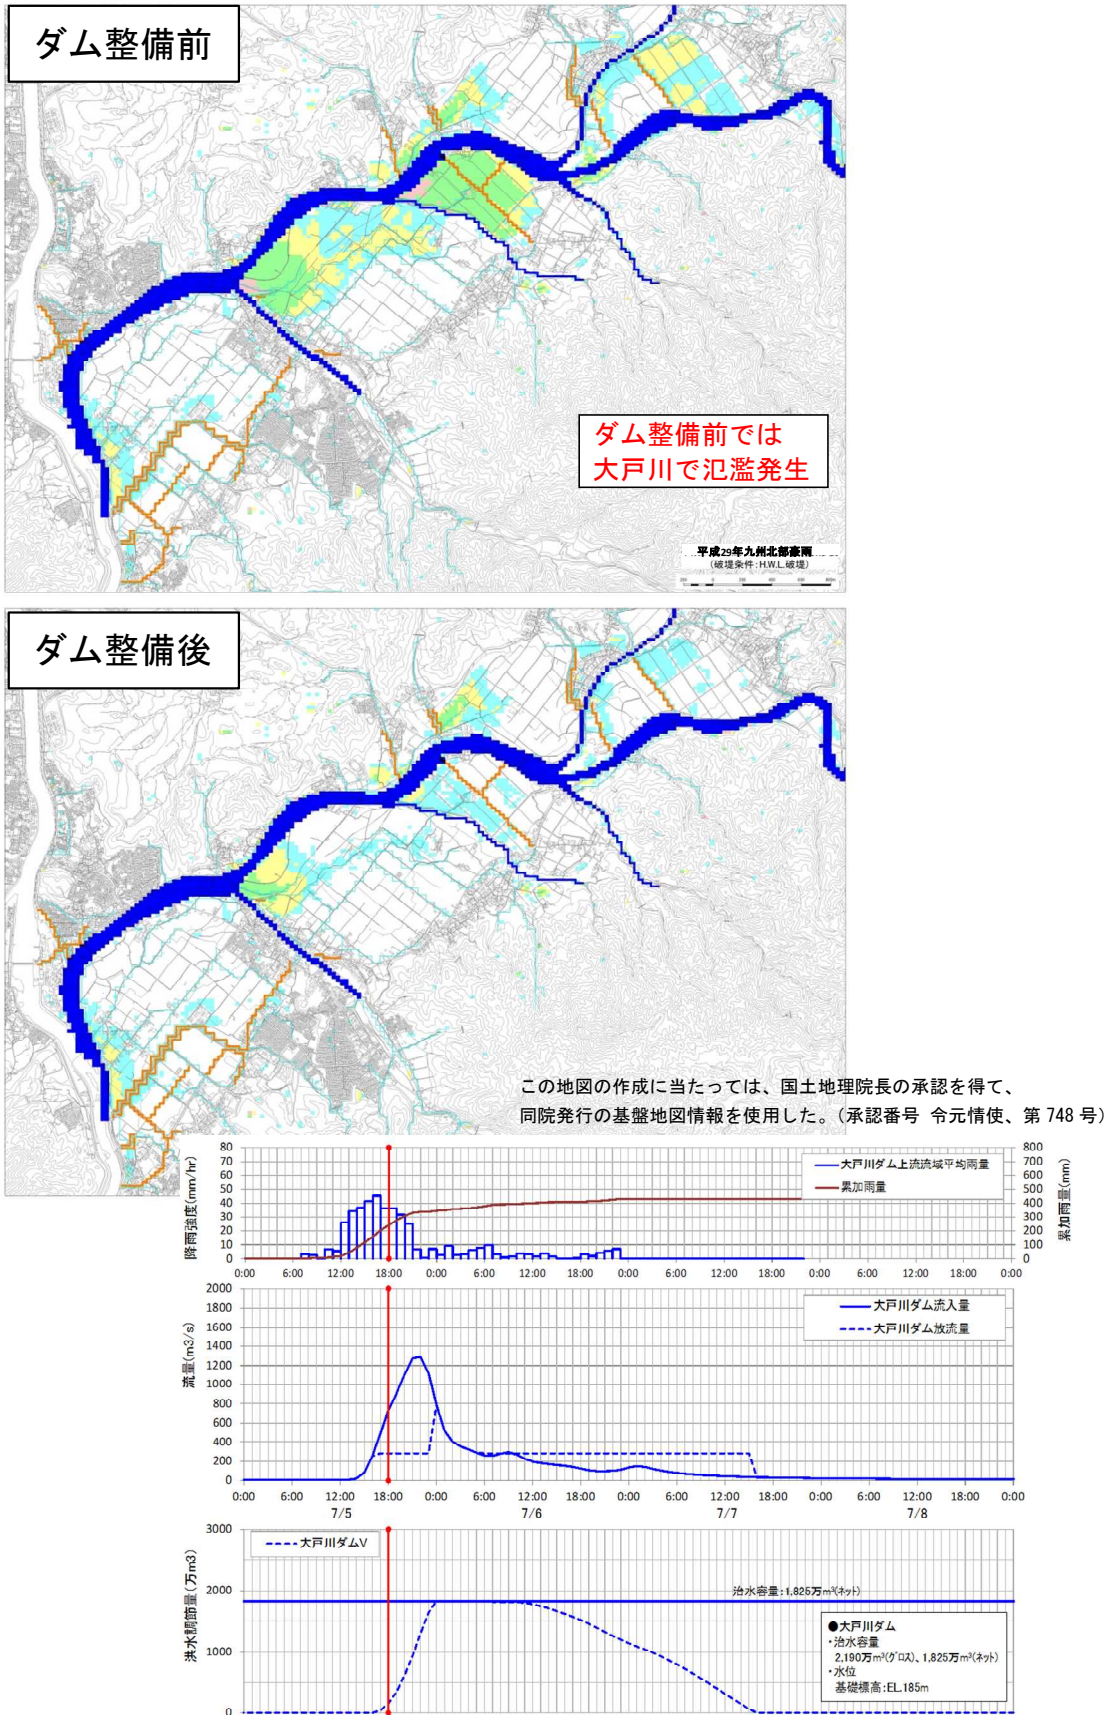 ダム整備前
ダム整備前では
大戸川で氾濫発生
平成29年九州北部豪雨
(破堤条件:H.W.L.破堤)
ダム整備後
この地図の作成に当たっては、国土地理院長の承認を得て、
同院発行の基盤地図情報を使用した。(承認番号 令元情使、第 748 号)
降雨強度(mm/hr)
80
70
60
50
40
30
20
10
0
大戸川ダム上流流域平均雨量
累加雨量
800
700
600
500
400
300
200
100
0
累加雨量(mm)
0:00 6:00 12:00 18:00 0:00 6:00 12:00 18:00 0:00 6:00 12:00 18:00 0:00 6:00 12:00 18:00 0:00
流量(m3/s)
2000
1800
1600
1400
1200
1000
800
600
400
200
0
大戸川ダム流入量
大戸川ダム放流量
0:00 6:00 12:00 18:00 0:00 6:00 12:00 18:00 0:00 6:00 12:00 18:00 0:00 6:00 12:00 18:00 0:00
7/5 7/6 7/7 7/8
洪水調節量(万m3)
3000
2000
1000
0
大戸川ダムV
治水容量:1,825万m³(ネット)
●大戸川ダム
・治水容量
2,190万m³(グロス)、1,825万m³(ネット)
・水位
基礎標高:EL.185m